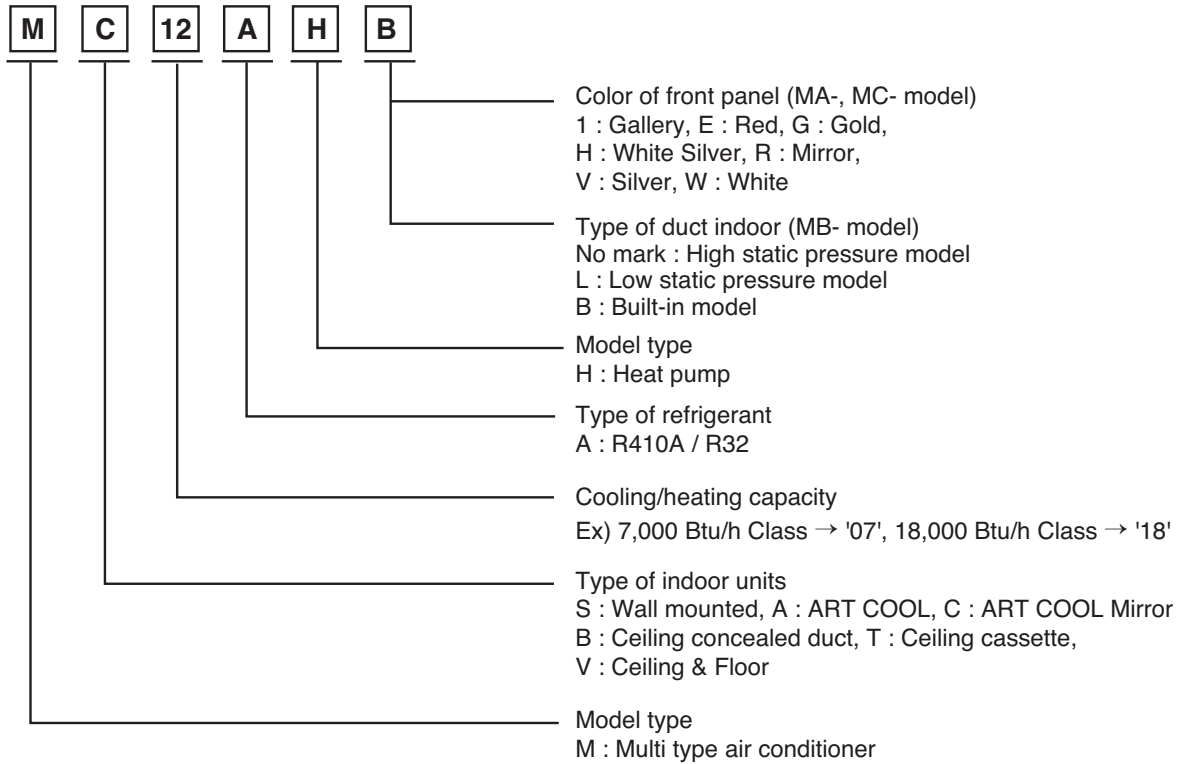 M C 12 A H B
Color of front panel (MA-, MC- model)
1 : Gallery, E : Red, G : Gold,
H : White Silver, R : Mirror,
V : Silver, W : White
Type of duct indoor (MB- model)
No mark : High static pressure model
L : Low static pressure model
B : Built-in model
Model type
H : Heat pump
Type of refrigerant
A : R410A / R32
Cooling/heating capacity
Ex) 7,000 Btu/h Class → '07', 18,000 Btu/h Class → '18'
Type of indoor units
S : Wall mounted, A : ART COOL, C : ART COOL Mirror
B : Ceiling concealed duct, T : Ceiling cassette,
V : Ceiling & Floor
Model type
M : Multi type air conditioner